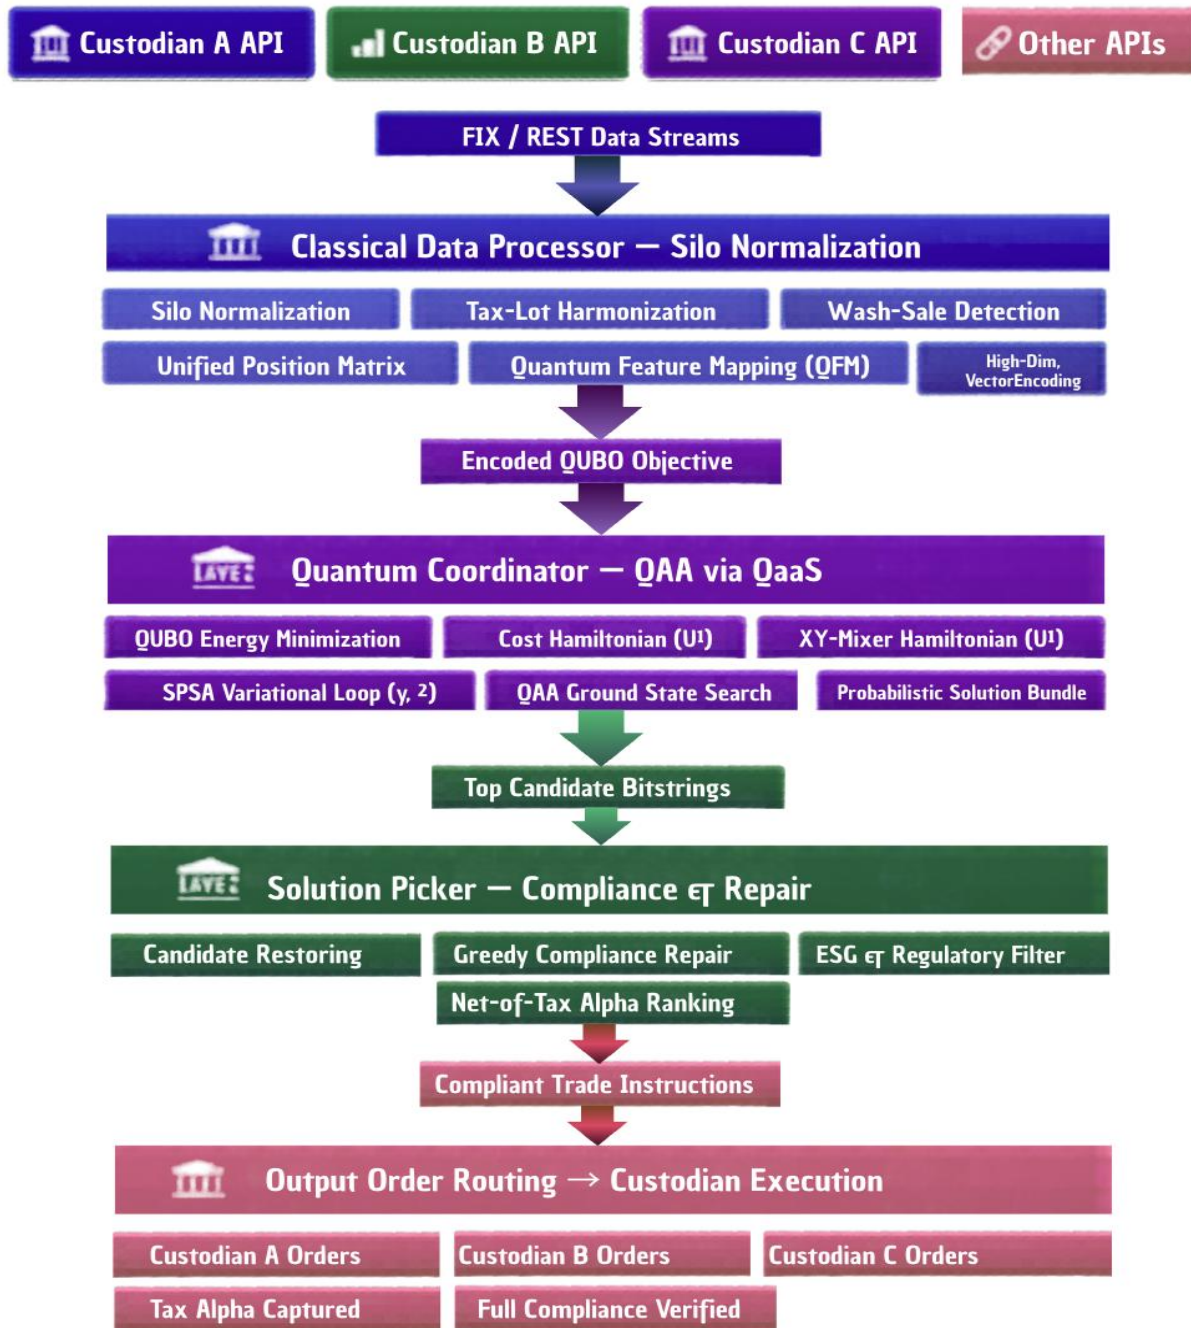 Custodian A API
Custodian B API
Custodian C API
Other APIs
FIX / REST Data Streams
Classical Data Processor — Silo Normalization
Silo Normalization
Tax-Lot Harmonization
Wash-Sale Detection
Unified Position Matrix
Quantum Feature Mapping (QFM)
High-Dim,
VectorEncoding
Encoded QUBO Objective
LAVE:
Quantum Coordinator — QAA via QaaS
QUBO Energy Minimization
Cost Hamiltonian (U¹)
XY-Mixer Hamiltonian (U¹)
SPSA Variational Loop (y, ²)
QAA Ground State Search
Probabilistic Solution Bundle
Top Candidate Bitstrings
Solution Picker — Compliance & Repair
Candidate Restoring
Greedy Compliance Repair
ESG & Regulatory Filter
Net-of-Tax Alpha Ranking
Compliant Trade Instructions
Output Order Routing → Custodian Execution
Custodian A Orders
Custodian B Orders
Custodian C Orders
Tax Alpha Captured
Full Compliance Verified